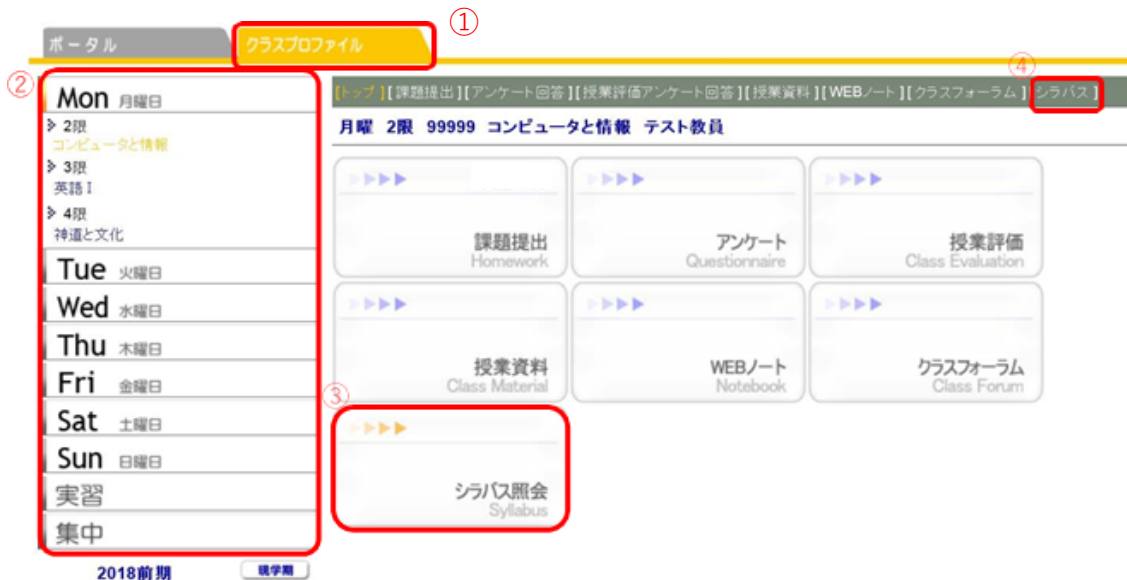 ①
ポータル クラスプロファイル
② ④
Mon 月曜日
[トップ][課題提出][アンケート回答][授業評価アンケート回答][授業資料][WEBノート][クラスフォーラム][シラバス]
月曜 2限 99999 コンピュータと情報 テスト教員
2限
コンピュータと情報
3限
英語Ⅰ
4限
神道と文化
Tue 火曜日
Wed 水曜日
Thu 木曜日
Fri 金曜日
Sat 土曜日
Sun 日曜日
実習
集中
2018前期 現学期
課題提出
Homework
アンケート
Questionnaire
授業評価
Class Evaluation
授業資料
Class Material
WEBノート
Notebook
クラスフォーラム
Class Forum
③
シラバス照会
Syllabus